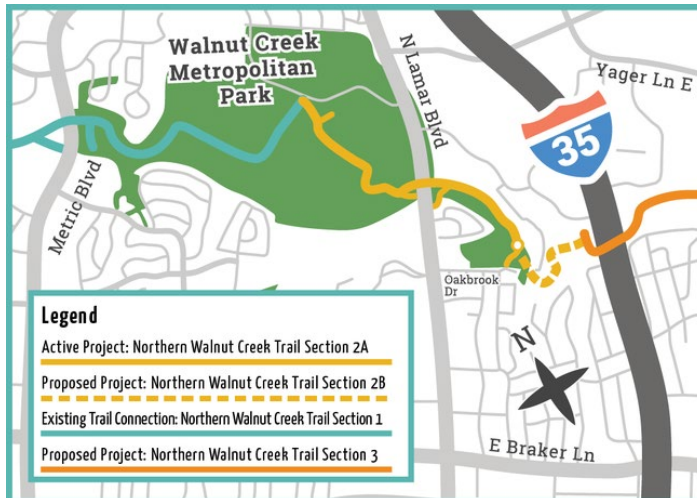 Walnut Creek
Metropolitan
Park
N Lamar Blvd
Yager Ln E
35
Metric Blvd
Oakbrook
Dr
N
E Braker Ln
Legend
Active Project: Northern Walnut Creek Trail Section 2A
Proposed Project: Northern Walnut Creek Trail Section 2B
Existing Trail Connection: Northern Walnut Creek Trail Section 1
Proposed Project: Northern Walnut Creek Trail Section 3